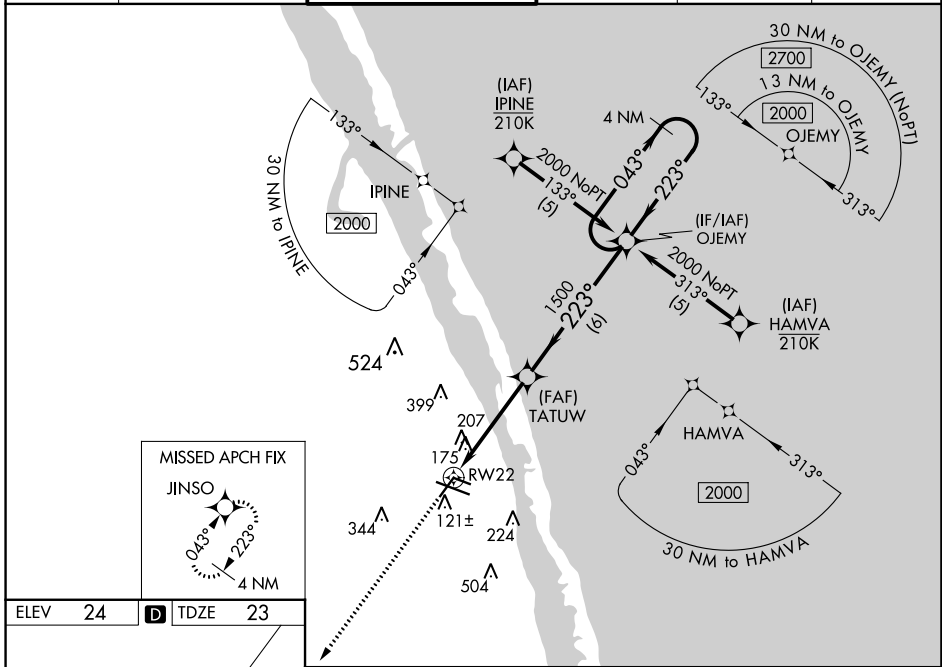 30 NM to OJEMY (NoPT)
2700
13 NM to OJEMY
2000
OJEMY
133°
313°
(IAF)
IPINE
210K
4 NM
043°
223°
2000 NoPT
133°
(5)
(IF/IAF)
OJEMY
2000 NoPT
313°
(5)
(IAF)
HAMVA
210K
133°
IPINE
2000
30 NM to IPINE
043°
1500
223°
(6)
(FAF)
TATUW
524
399
207
175
RW22
121±
344
224
504
HAMVA
043°
313°
2000
30 NM to HAMVA
MISSED APCH FIX
JINSO
043°
223°
4 NM
ELEV 24 D TDZE 23